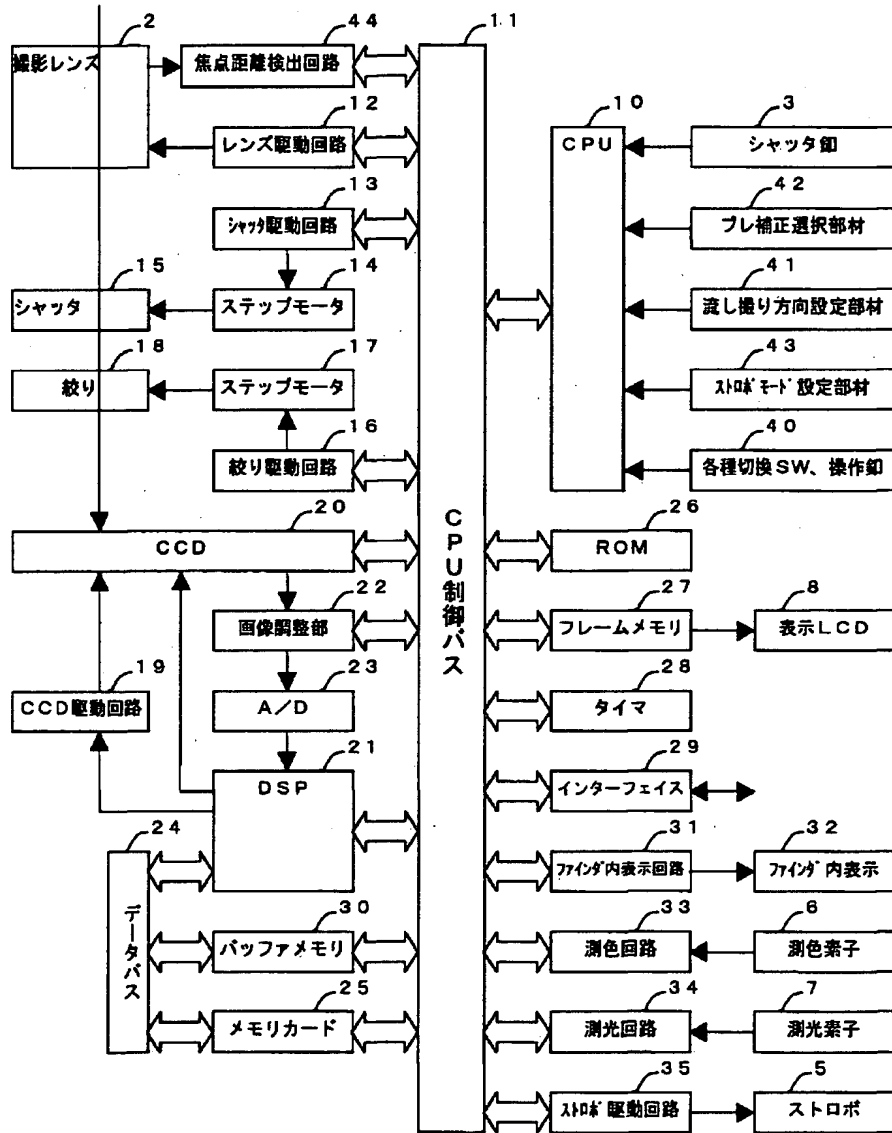 2
44
11
撮影レンズ
焦点距離検出回路
12
10
3
レンズ駆動回路
CPU
シャッタ釦
13
42
シャッタ駆動回路
ブレ補正選択部材
15
14
41
シャッタ
ステップモータ
流し撮り方向設定部材
18
17
43
絞り
ステップモータ
ストロボモード設定部材
16
40
絞り駆動回路
各種切換SW、操作釦
20
26
CCD
CPU制御バス
ROM
22
27
8
画像調整部
フレームメモリ
表示LCD
19
23
28
CCD駆動回路
A/D
タイマ
21
29
DSP
インターフェイス
24
31
32
ファインダ内表示回路
ファインダ内表示
データバス
30
33
6
バッファメモリ
測色回路
測色素子
25
34
7
メモリカード
測光回路
測光素子
35
5
ストロボ駆動回路
ストロボ